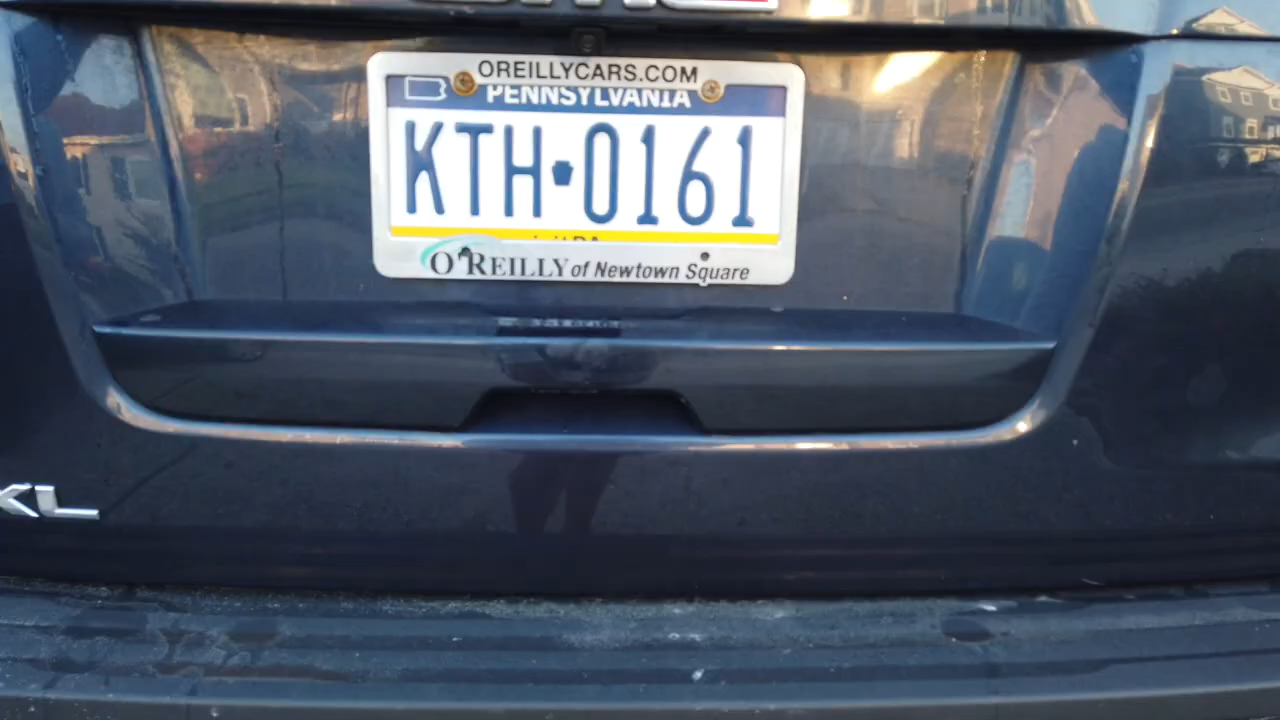 OREILLYCARS.COM
PENNSYLVANIA
KTH 0161
O'REILLY of Newtown Square
XL